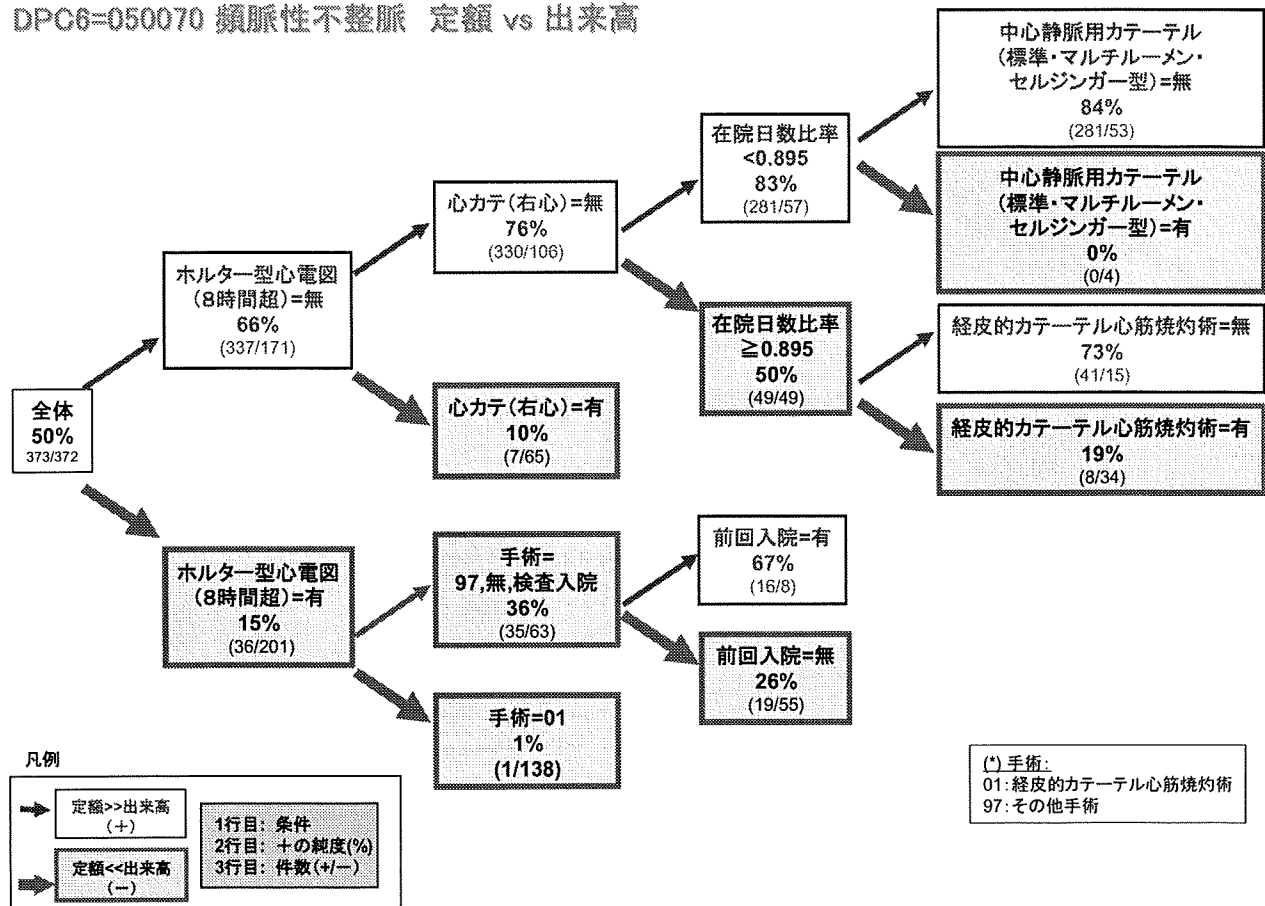 DPC6=050070 頻脈性不整脈 定額 vs 出来高
全体
50%
373/372
ホルター型心電図
(8時間超)=無
66%
(337/171)
ホルター型心電図
(8時間超)=有
15%
(36/201)
心カテ(右心)=無
76%
(330/106)
心カテ(右心)=有
10%
(7/65)
手術=
97,無,検査入院
36%
(35/63)
手術=01
1%
(1/138)
在院日数比率
<0.895
83%
(281/57)
在院日数比率
≧0.895
50%
(49/49)
前回入院=有
67%
(16/8)
前回入院=無
26%
(19/55)
中心静脈用カテーテル
(標準・マルチルーメン・
セルジンガー型)=無
84%
(281/53)
中心静脈用カテーテル
(標準・マルチルーメン・
セルジンガー型)=有
0%
(0/4)
経皮的カテーテル心筋焼灼術=無
73%
(41/15)
経皮的カテーテル心筋焼灼術=有
19%
(8/34)
凡例
定額>>出来高
(+)
定額<<出来高
(-)
1行目: 条件
2行目: +の純度(%)
3行目: 件数(+/-)
(*) 手術:
01:経皮的カテーテル心筋焼灼術
97:その他手術